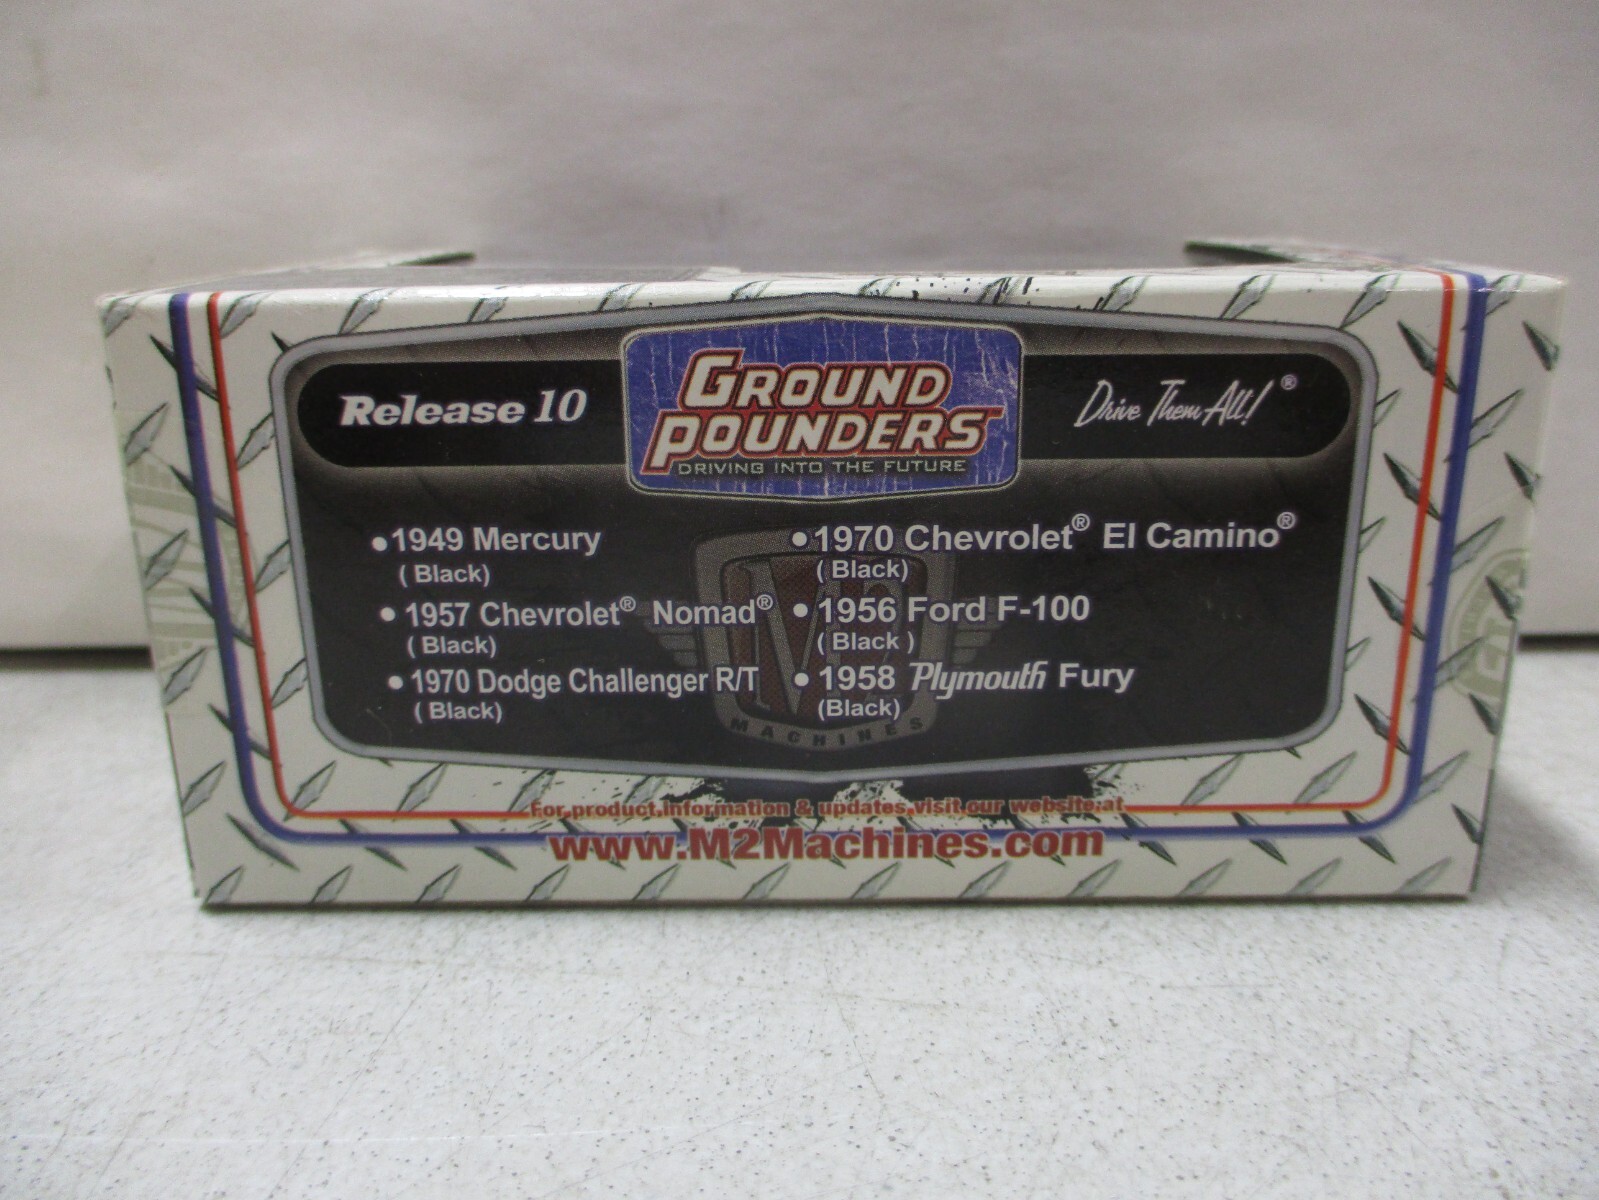 Release 10
GROUND
POUNDERS
DRIVING INTO THE FUTURE
Drive Them All! ®
• 1949 Mercury
( Black)
• 1957 Chevrolet® Nomad®
( Black)
• 1970 Dodge Challenger R/T
( Black)
• 1970 Chevrolet® El Camino®
( Black)
• 1956 Ford F-100
( Black )
• 1958 Plymouth Fury
(Black)
M2
MACHINES
For product information & updates visit our website at
www.M2Machines.com